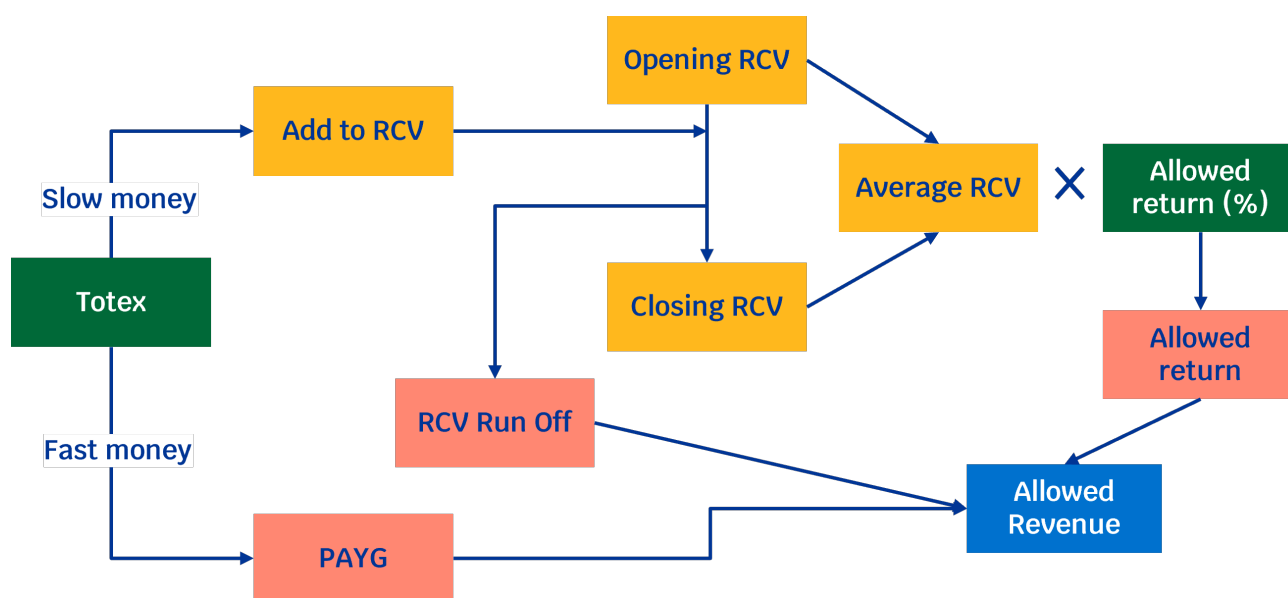 Opening RCV
Add to RCV
Average RCV
×
Allowed
return (%)
Slow money
Totex
Closing RCV
Allowed
return
RCV Run Off
Fast money
Allowed
Revenue
PAYG